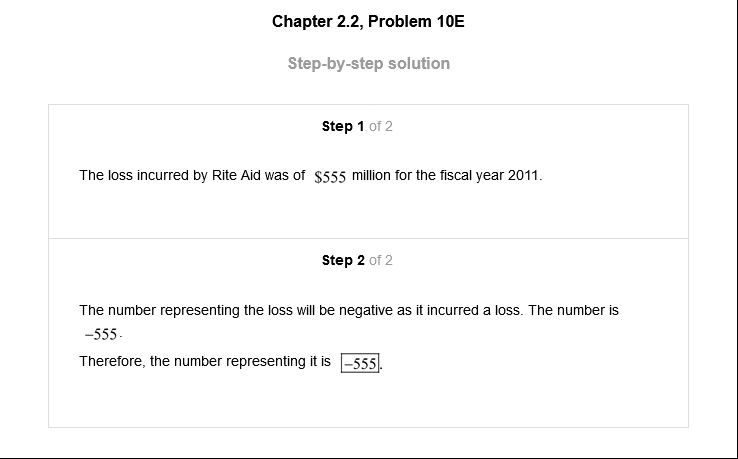 Chapter 2.2, Problem 10E
Step-by-step solution
Step 1 of 2
The loss incurred by Rite Aid was of $555 million for the fiscal year 2011.
Step 2 of 2
The number representing the loss will be negative as it incurred a loss. The number is
–555.
Therefore, the number representing it is –555.